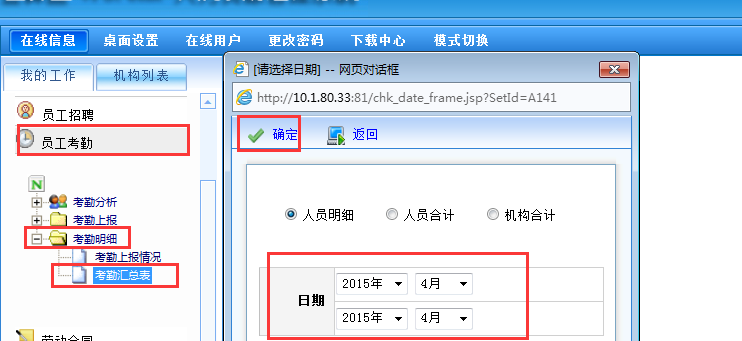 在线信息 桌面设置 在线用户 更改密码 下载中心 模式切换
我的工作 机构列表
员工招聘
员工考勤
考勤分析
考勤上报
考勤明细
考勤上报情况
考勤汇总表
劳动合同
[请选择日期] -- 网页对话框
http://10.1.80.33:81/chk_date_frame.jsp?SetId=A141
确定 返回
人员明细 人员合计 机构合计
日期
2015年 4月
2015年 4月